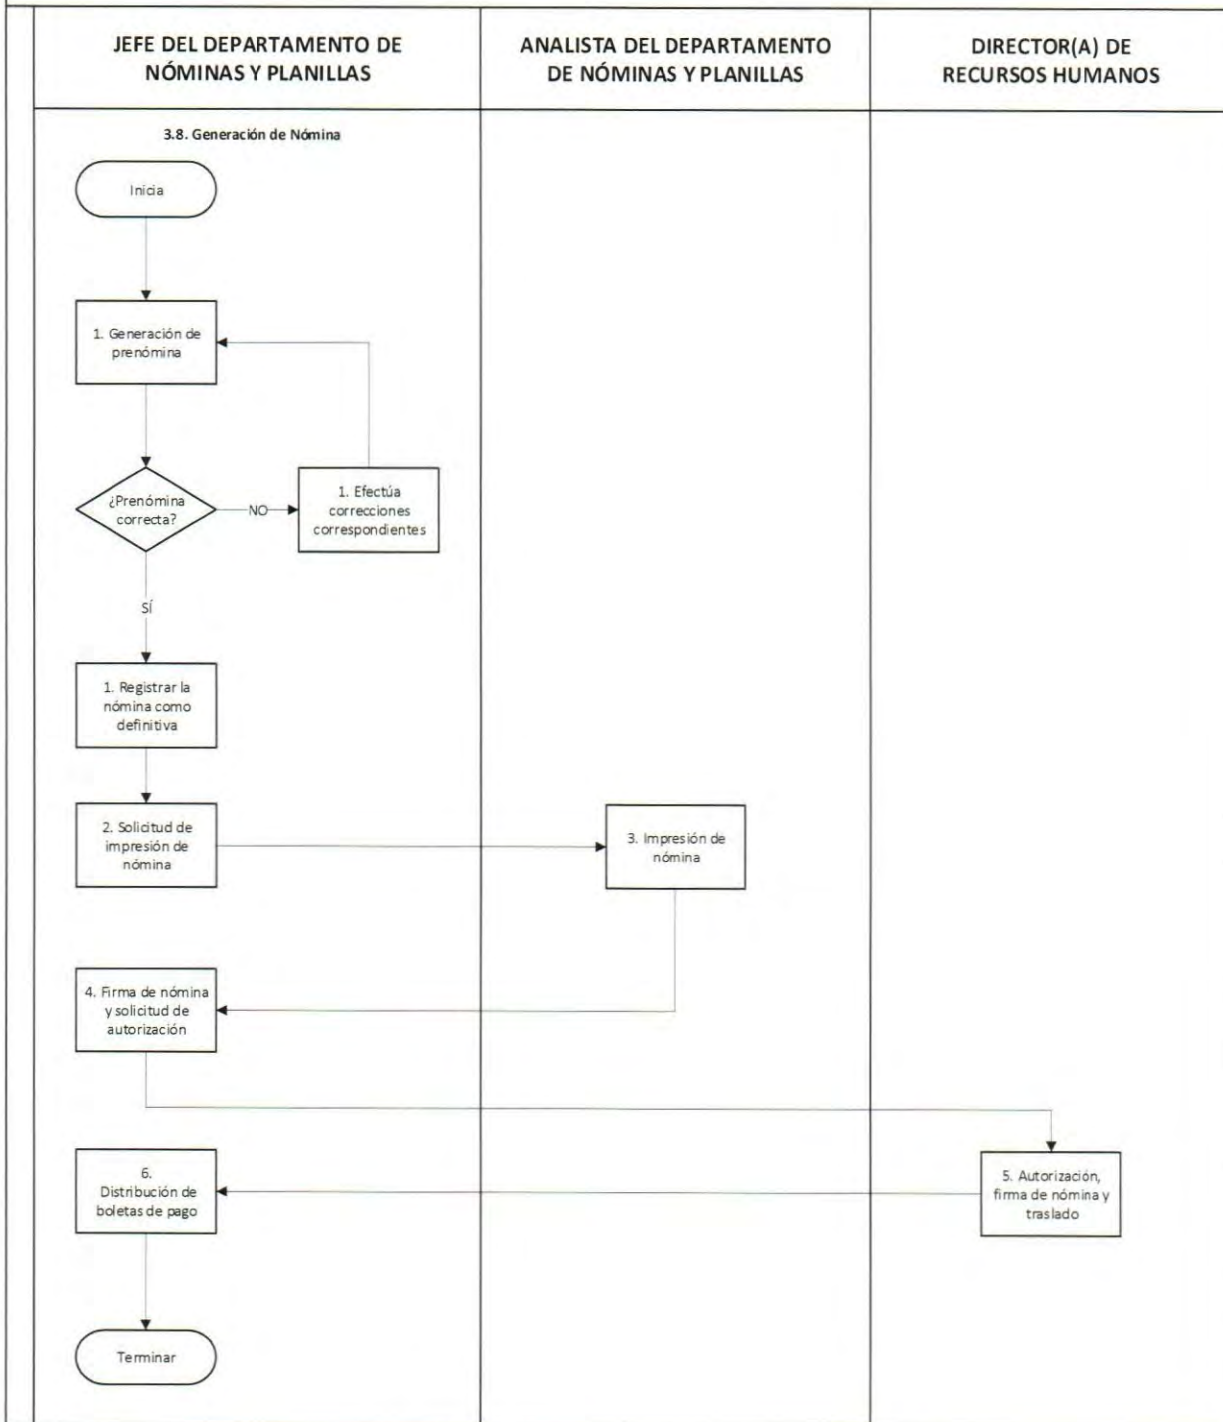 JEFE DEL DEPARTAMENTO DE
NÓMINAS Y PLANILLAS
ANALISTA DEL DEPARTAMENTO
DE NÓMINAS Y PLANILLAS
DIRECTOR(A) DE
RECURSOS HUMANOS
3.8. Generación de Nómina
Inicia
1. Generación de
prenómina
¿Prenómina
correcta?
NO
1. Efectúa
correcciones
correspondientes
SÍ
1. Registrar la
nómina como
definitiva
2. Solicitud de
impresión de
nómina
3. Impresión de
nómina
4. Firma de nómina
y solicitud de
autorización
5. Autorización,
firma de nómina y
traslado
6.
Distribución de
boletas de pago
Terminar